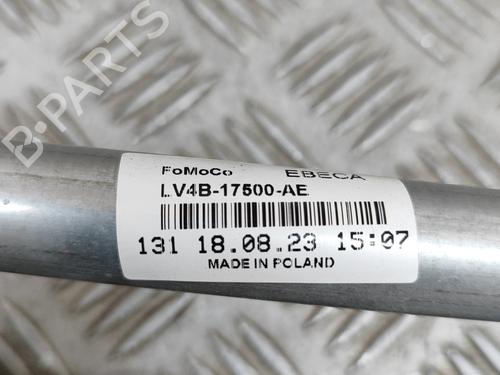 B-PARTS
FoMoCo EBECA
LV4B-17500-AE
131 18.08.23 15:07
MADE IN POLAND